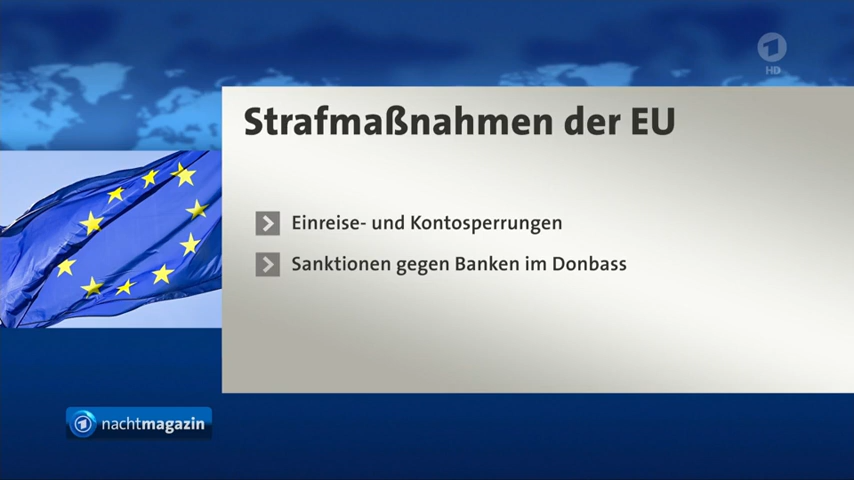 HD
Strafmaßnahmen der EU
Einreise- und Kontosperrungen
Sanktionen gegen Banken im Donbass
nachtmagazin